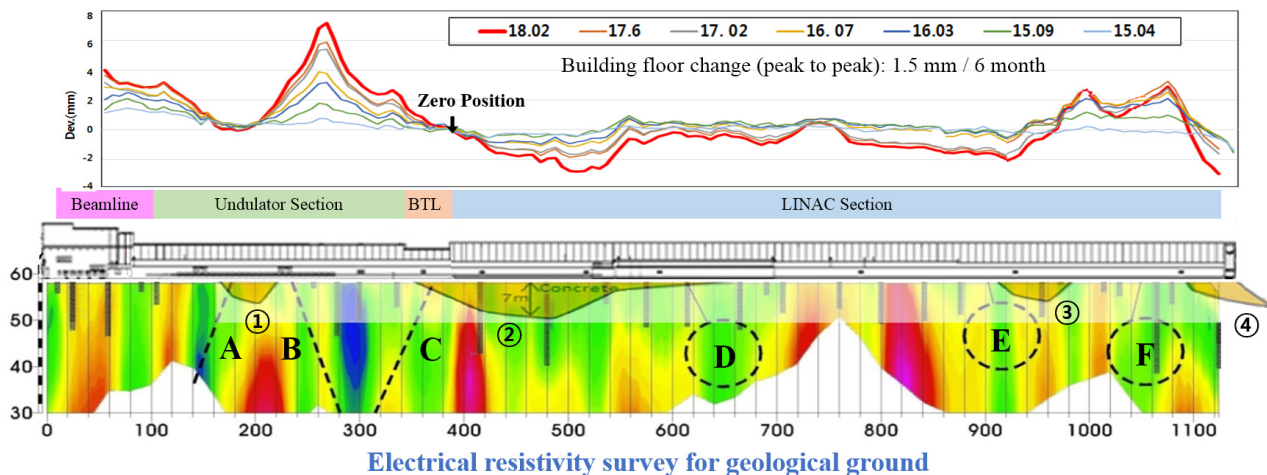 8
6
4
2
0
-2
-4
Dev.(mm)
18.02 17.6 17. 02 16. 07 16.03 15.09 15.04
Building floor change (peak to peak): 1.5 mm / 6 month
Zero Position
Beamline Undulator Section BTL LINAC Section
60
50
40
30
Concrete
7m
① ② ③ ④
A B C D E F
0 100 200 300 400 500 600 700 800 900 1000 1100
Electrical resistivity survey for geological ground